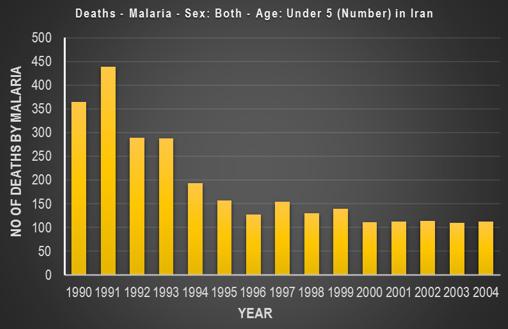 Deaths - Malaria - Sex: Both - Age: Under 5 (Number) in Iran
500
450
400
350
300
250
200
150
100
50
0
NO OF DEATHS BY MALARIA
1990 1991 1992 1993 1994 1995 1996 1997 1998 1999 2000 2001 2002 2003 2004
YEAR